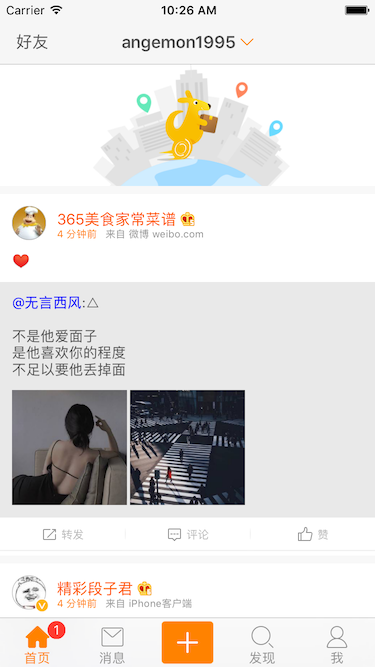 Carrier 10:26 AM
好友 angemon1995
365美食家常菜谱
4 分钟前 来自 微博 weibo.com
@无言西风:△
不是他爱面子
是他喜欢你的程度
不足以要他丢掉面
转发 评论 赞
精彩段子君
4 分钟前 来自 iPhone客户端
1
首页 消息 发现 我